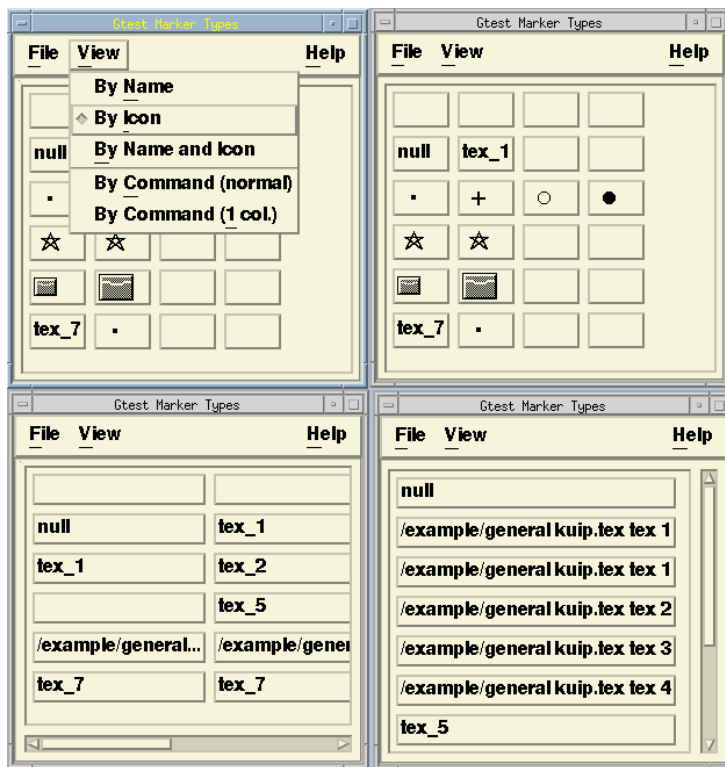 Gtest Marker Types
File View Help
By Name
By Icon
By Name and Icon
By Command (normal)
By Command (1 col.)
null
tex_7
Gtest Marker Types
File View Help
null tex_1
tex_7
Gtest Marker Types
File View Help
null tex_1
tex_1 tex_2
tex_5
/example/general... /example/gener
tex_7 tex_7
Gtest Marker Types
File View Help
null
/example/general kuip.tex tex 1
/example/general kuip.tex tex 1
/example/general kuip.tex tex 2
/example/general kuip.tex tex 3
/example/general kuip.tex tex 4
tex_5